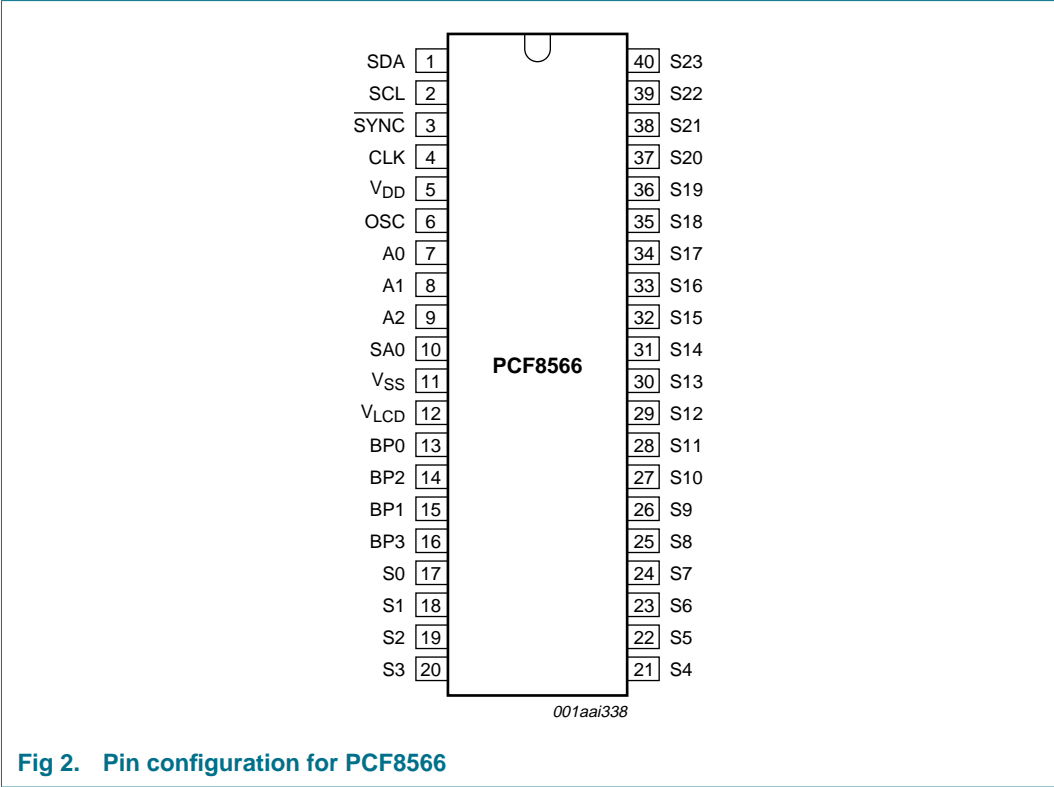 SDA 1 40 S23
SCL 2 39 S22
SYNC 3 38 S21
CLK 4 37 S20
VDD 5 36 S19
OSC 6 35 S18
A0 7 34 S17
A1 8 33 S16
A2 9 32 S15
SA0 10 31 S14
PCF8566
VSS 11 30 S13
VLCD 12 29 S12
BP0 13 28 S11
BP2 14 27 S10
BP1 15 26 S9
BP3 16 25 S8
S0 17 24 S7
S1 18 23 S6
S2 19 22 S5
S3 20 21 S4
001aai338
Fig 2. Pin configuration for PCF8566